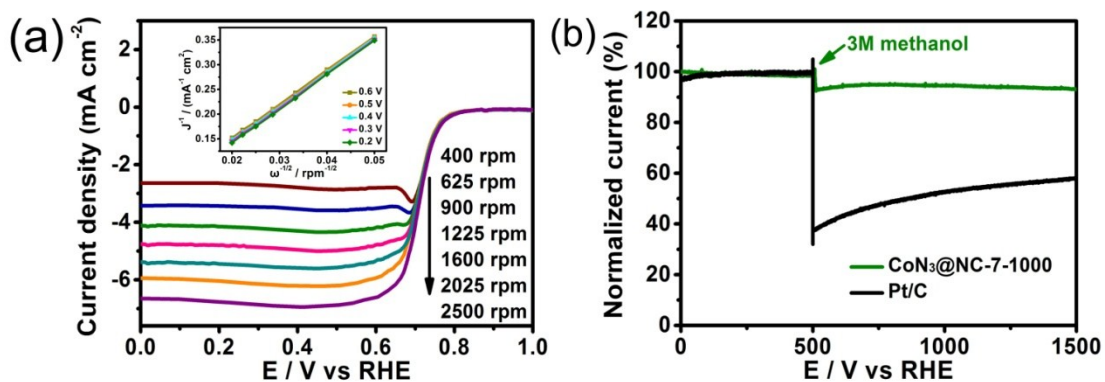 (a)
Current density (mA cm⁻²)
2
0
-2
-4
-6
0.0 0.2 0.4 0.6 0.8 1.0
E / V vs RHE
J⁻¹ / (mA⁻¹ cm²)
0.35
0.30
0.25
0.20
0.15
0.02 0.03 0.04 0.05
ω⁻¹/² / rpm⁻¹/²
0.6 V
0.5 V
0.4 V
0.3 V
0.2 V
400 rpm
625 rpm
900 rpm
1225 rpm
1600 rpm
2025 rpm
2500 rpm
(b)
Normalized current (%)
120
100
80
60
40
20
0
0 500 1000 1500
E / V vs RHE
3M methanol
CoN₃@NC-7-1000
Pt/C